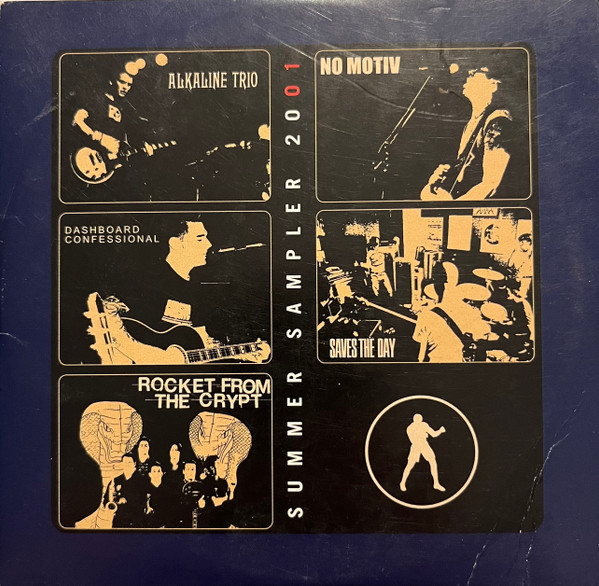 ALKALINE TRIO
NO MOTIV
DASHBOARD
CONFESSIONAL
SAVES THE DAY
ROCKET FROM
THE CRYPT
SUMMER SAMPLER 2001